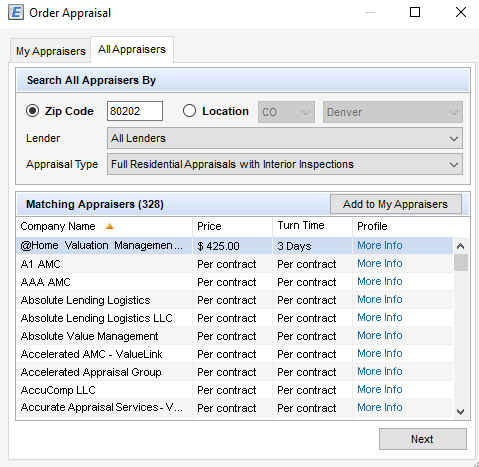 E Order Appraisal
My Appraisers All Appraisers
Search All Appraisers By
Zip Code 80202 Location CO Denver
Lender All Lenders
Appraisal Type Full Residential Appraisals with Interior Inspections
Matching Appraisers (328) Add to My Appraisers
Company Name Price Turn Time Profile
@Home Valuation Managemen... $ 425.00 3 Days More Info
A1 AMC Per contract Per contract More Info
AAA AMC Per contract Per contract More Info
Absolute Lending Logistics Per contract Per contract More Info
Absolute Lending Logistics LLC Per contract Per contract More Info
Absolute Value Management Per contract Per contract More Info
Accelerated AMC - ValueLink Per contract Per contract More Info
Accelerated Appraisal Group Per contract Per contract More Info
AccuComp LLC Per contract Per contract More Info
Accurate Appraisal Services - V... Per contract Per contract More Info
Next